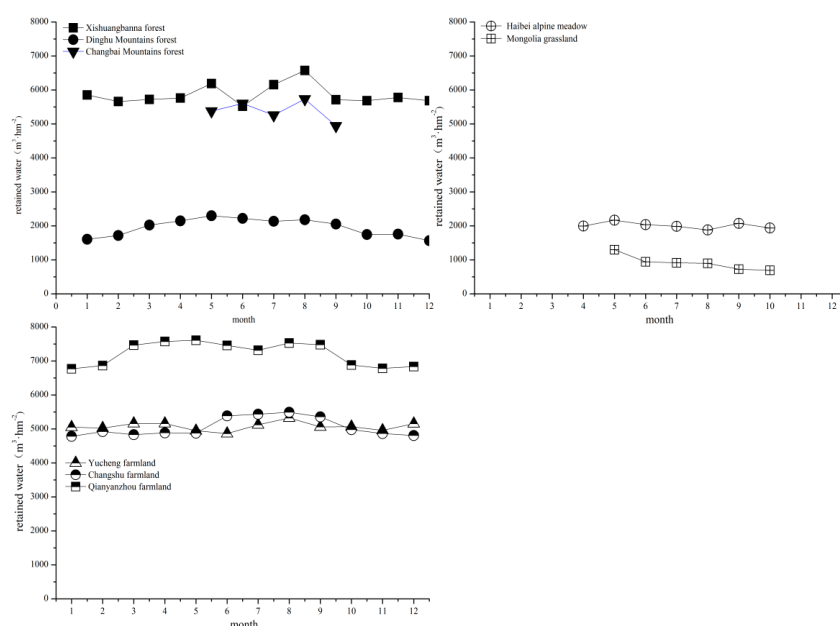 8000
7000
6000
5000
4000
3000
2000
1000
0
retained water（m³·hm⁻²）
Xishuangbanna forest
Dinghu Mountains forest
Changbai Mountains forest
0 1 2 3 4 5 6 7 8 9 10 11 12
month
8000
7000
6000
5000
4000
3000
2000
1000
0
retained water（m³·hm⁻²）
Haibei alpine meadow
Mongolia grassland
1 2 3 4 5 6 7 8 9 10 11 12
month
8000
7000
6000
5000
4000
3000
2000
1000
0
retained water（m³·hm⁻²）
Yucheng farmland
Changshu farmland
Qianyanzhou farmland
1 2 3 4 5 6 7 8 9 10 11 12
month